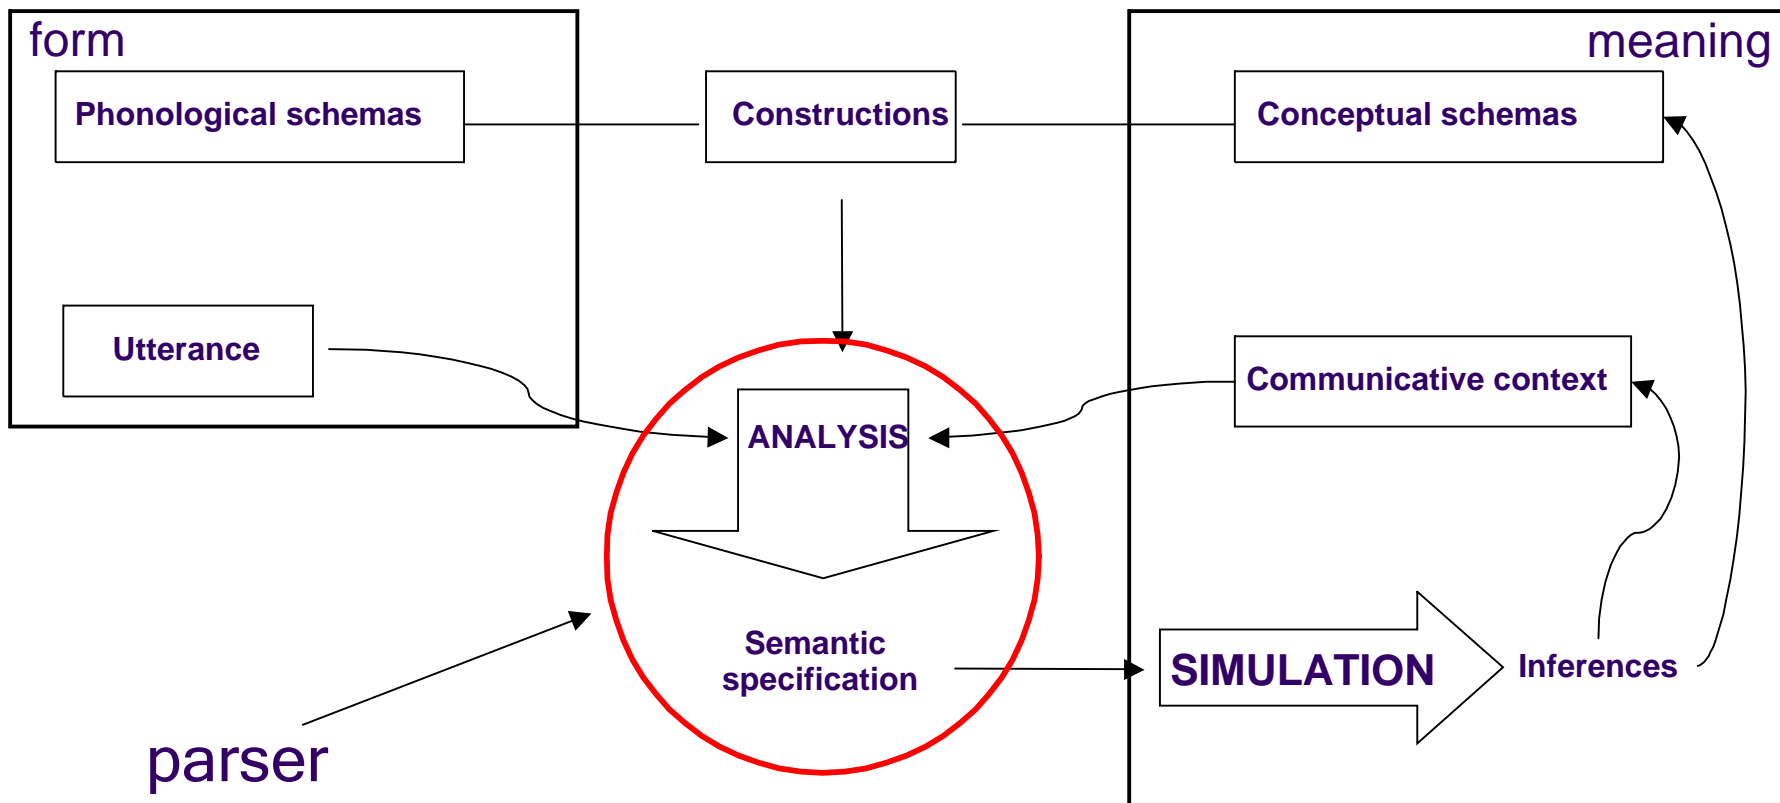 form
meaning
Phonological schemas
Constructions
Conceptual schemas
Utterance
Communicative context
ANALYSIS
Semantic
specification
SIMULATION
Inferences
parser